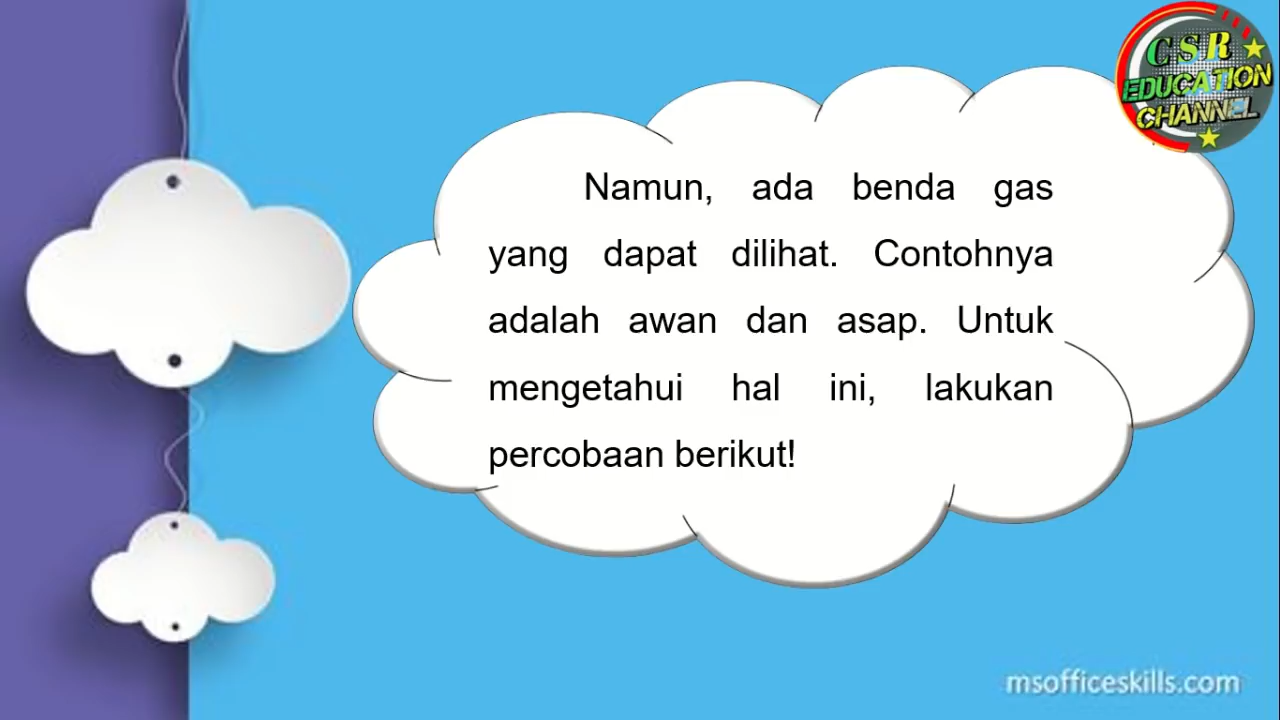 C S R
EDUCATION
CHANNEL
Namun, ada benda gas
yang dapat dilihat. Contohnya
adalah awan dan asap. Untuk
mengetahui hal ini, lakukan
percobaan berikut!
msofficeskills.com